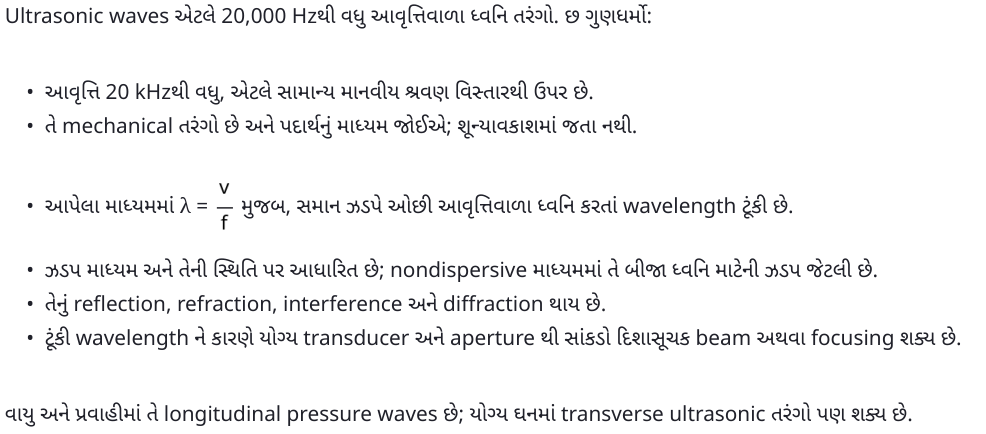 Ultrasonic waves એટલે 20,000 Hzથી વધુ આવૃત્તિવાળા ધ્વનિ તરંગો. છ ગુણધર્મો:
• આવૃત્તિ 20 kHzથી વધુ, એટલે સામાન્ય માનવીય શ્રવણ વિસ્તારથી ઉપર છે.
• તે mechanical તરંગો છે અને પદાર્થનું માધ્યમ જોઈએ; શૂન્યાવકાશમાં જતા નથી.
• આપેલા માધ્યમમાં λ = v/f મુજબ, સમાન ઝડપે ઓછી આવૃત્તિવાળા ધ્વનિ કરતાં wavelength ટૂંકી છે.
• ઝડપ માધ્યમ અને તેની સ્થિતિ પર આધારિત છે; nondispersive માધ્યમમાં તે બીજા ધ્વનિ માટેની ઝડપ જેટલી છે.
• તેનું reflection, refraction, interference અને diffraction થાય છે.
• ટૂંકી wavelength ને કારણે યોગ્ય transducer અને aperture થી સાંકડો દિશાસૂચક beam અથવા focusing શક્ય છે.
વાયુ અને પ્રવાહીમાં તે longitudinal pressure waves છે; યોગ્ય ઘનમાં transverse ultrasonic તરંગો પણ શક્ય છે.